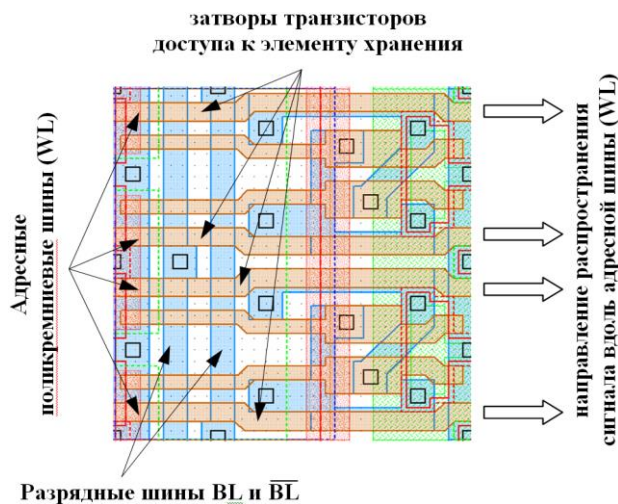 затворы транзисторов
доступа к элементу хранения
Адресные
поликремниевые шины (WL)
направление распространения
сигнала вдоль адресной шины (WL)
Разрядные шины BL и B̅L̅